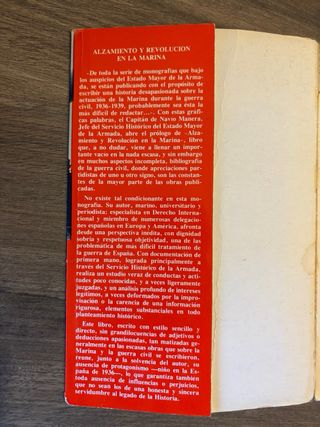 ALZAMIENTO Y REVOLUCION
EN LA MARINA
«De toda la serie de monografías que bajo
los auspicios del Estado Mayor de la Arma-
da, se están publicando con el propósito de
escribir una historia desapasionada sobre la
actuación de la Marina durante la guerra
civil, 1936-1939, probablemente sea esta la
más difícil de redactar...». Con estas grá-
ficas palabras, el Capitán de Navío Manera,
Jefe del Servicio Histórico del Estado Mayor
de la Armada, abre el prólogo de «Alza-
miento y Revolución en la Marina», libre
que, a no dudar, viene a llenar un impor-
tante vacío en la nada escasa, y sin embargo
en muchos aspectos incompleta, bibliografía
de la guerra civil, donde apreciaciones par-
tidistas de uno u otro signo, son las constan-
tes de la mayor parte de las obras publi-
cadas.
No existe tal condicionante en esta mo-
nografía. Su autor, marino, universitario y
periodista; especialista en Derecho Interna-
cional y miembro de numerosas delegacio-
nes españolas en Europa y América, afronta
desde una perspectiva inédita, con dignidad
sobria y respetuosa objetividad, una de las
problemáticas de más difícil tratamiento de
la guerra de España. Con documentación de
primera mano, lograda principalmente a
través del Servicio Histórico de la Armada,
realiza un estudio veraz de conductas y acti-
tudes poco conocidas, y a veces ligeramente
juzgadas, y un análisis profundo de intereses
legítimos, a veces deformados por la impro-
visación o la carencia de una información
rigurosa, elementos substanciales en todo
planteamiento histórico.
Este libro, escrito con estilo sencillo y
directo, sin grandilocuencias de adjetivos o
deducciones apasionadas, tan matizadas ge-
neralmente en las escasas obras que sobre la
Marina y la guerra civil se escribieron,
reune, junto a la solvencia del autor, su
ausencia de protagonismo —niño en la Es-
paña de 1936—, lo que garantiza también
toda ausencia de influencias o perjuicios,
que no sean los de una honesta y sincera
servidumbre al legado de la Historia.